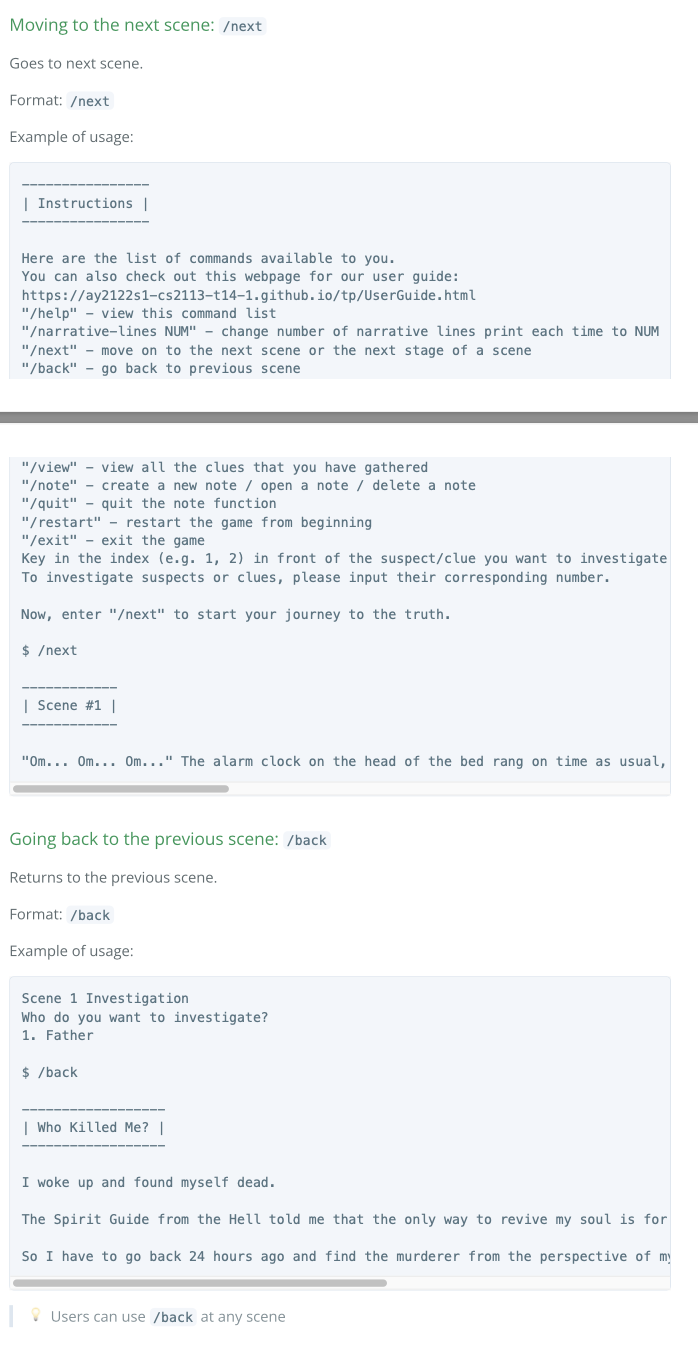 Moving to the next scene: /next
Goes to next scene.
Format: /next
Example of usage:
----------------
| Instructions |
----------------
Here are the list of commands available to you.
You can also check out this webpage for our user guide:
https://ay2122s1-cs2113-t14-1.github.io/tp/UserGuide.html
"/help" – view this command list
"/narrative-lines NUM" – change number of narrative lines print each time to NUM
"/next" – move on to the next scene or the next stage of a scene
"/back" – go back to previous scene
"/view" – view all the clues that you have gathered
"/note" – create a new note / open a note / delete a note
"/quit" – quit the note function
"/restart" – restart the game from beginning
"/exit" – exit the game
Key in the index (e.g. 1, 2) in front of the suspect/clue you want to investigate
To investigate suspects or clues, please input their corresponding number.
Now, enter "/next" to start your journey to the truth.
$ /next
------------
| Scene #1 |
------------
"Om... Om... Om..." The alarm clock on the head of the bed rang on time as usual,
Going back to the previous scene: /back
Returns to the previous scene.
Format: /back
Example of usage:
Scene 1 Investigation
Who do you want to investigate?
1. Father
$ /back
------------------
| Who Killed Me? |
------------------
I woke up and found myself dead.
The Spirit Guide from the Hell told me that the only way to revive my soul is for
So I have to go back 24 hours ago and find the murderer from the perspective of my
💡 Users can use /back at any scene